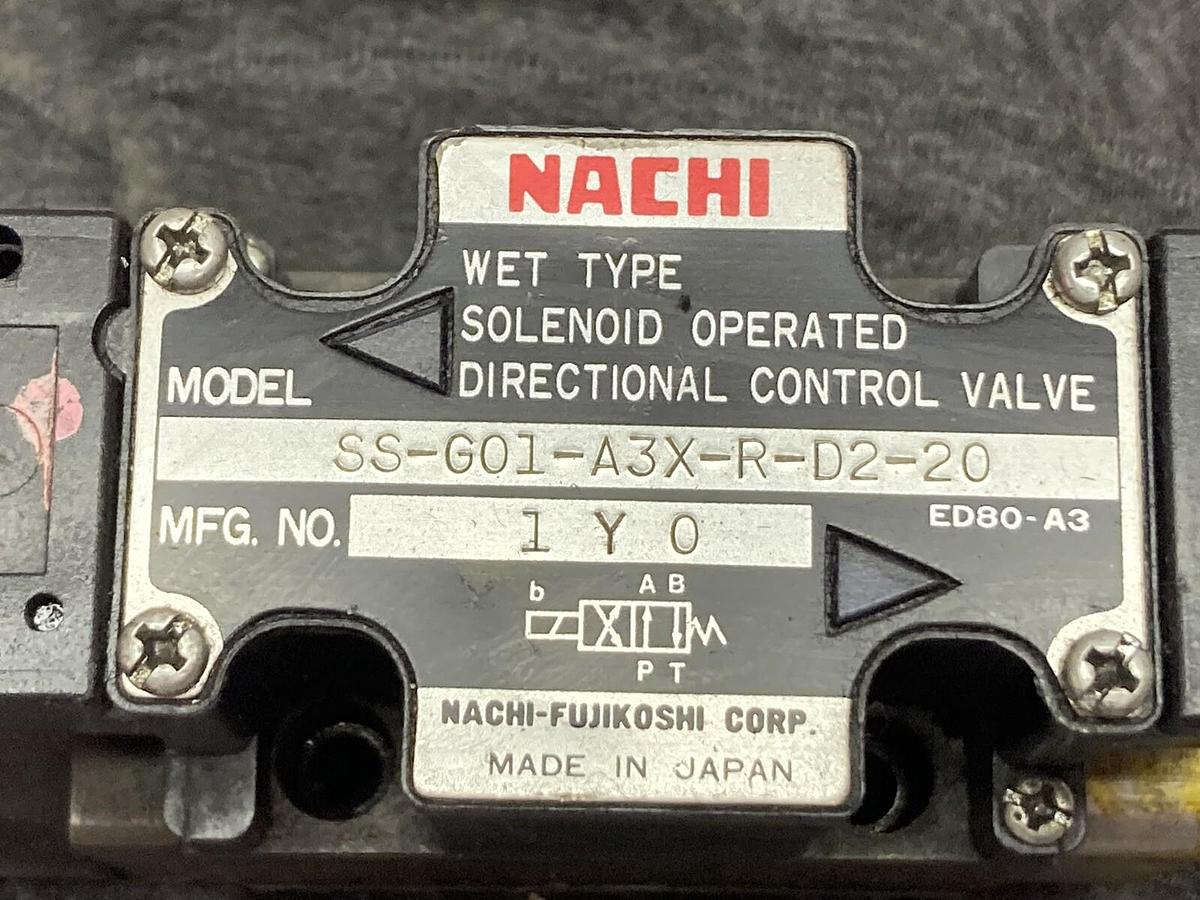 NACHI
WET TYPE
SOLENOID OPERATED
DIRECTIONAL CONTROL VALVE
MODEL
SS-G01-A3X-R-D2-20
MFG. NO.
1 Y 0
ED80-A3
b
A B
P T
NACHI-FUJIKOSHI CORP.
MADE IN JAPAN